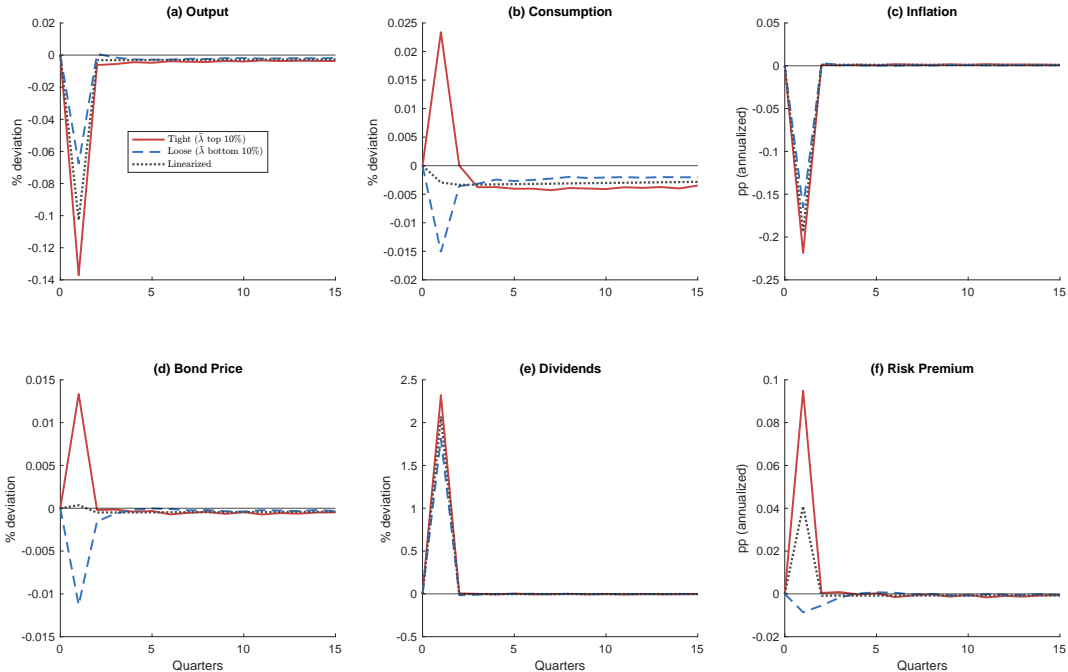 (a) Output
0.02
0
-0.02
-0.04
-0.06
-0.08
-0.1
-0.12
-0.14
% deviation
0 5 10 15
Tight (λ̄ top 10%)
Loose (λ̄ bottom 10%)
Linearized
(b) Consumption
0.025
0.02
0.015
0.01
0.005
0
-0.005
-0.01
-0.015
-0.02
% deviation
0 5 10 15
(c) Inflation
0.05
0
-0.05
-0.1
-0.15
-0.2
-0.25
pp (annualized)
0 5 10 15
(d) Bond Price
0.015
0.01
0.005
0
-0.005
-0.01
-0.015
% deviation
0 5 10 15
Quarters
(e) Dividends
2.5
2
1.5
5.0
0
-0.5
% deviation
0 5 10 15
Quarters
(f) Risk Premium
0.1
0.08
0.06
0.04
0.02
0
-0.02
pp (annualized)
0 5 10 15
Quarters